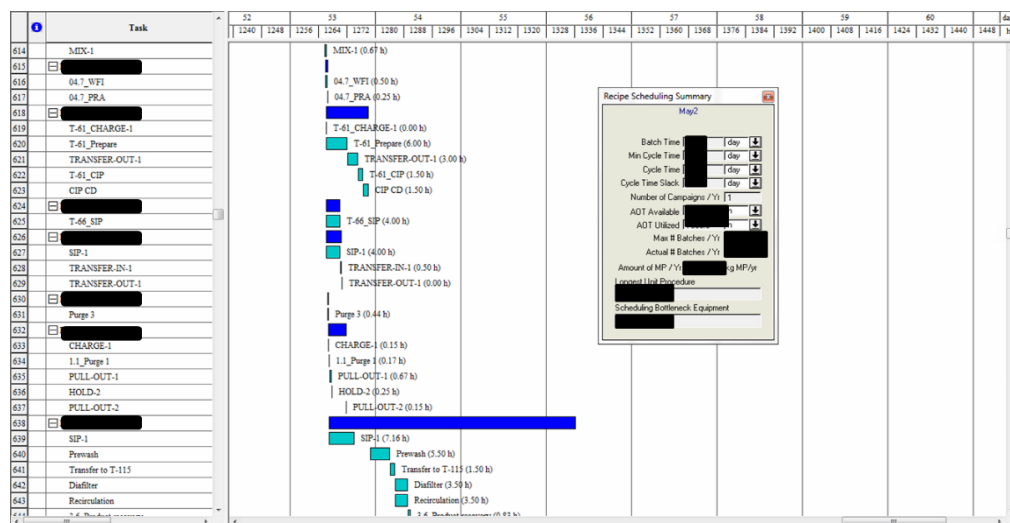 52 53 54 55 56 57 58 59 60 da
Task
1240 1248 1256 1264 1272 1280 1288 1296 1304 1312 1320 1328 1336 1344 1352 1360 1368 1376 1384 1392 1400 1408 1416 1424 1432 1440 1448 h
614 MIX-1 MIX-1 (0.67 h)
615
616 04.7_WFI 04.7_WFI (0.50 h)
617 04.7_PRA 04.7_PRA (0.25 h)
618
619 T-61_CHARGE-1 T-61_CHARGE-1 (0.00 h)
620 T-61_Prepare T-61_Prepare (6.00 h)
621 TRANSFER-OUT-1 TRANSFER-OUT-1 (3.00 h)
622 T-61_CIP T-61_CIP (1.50 h)
623 CIP CD CIP CD (1.50 h)
624
625 T-66_SIP T-66_SIP (4.00 h)
626
627 SIP-1 SIP-1 (4.00 h)
628 TRANSFER-IN-1 TRANSFER-IN-1 (0.50 h)
629 TRANSFER-OUT-1 TRANSFER-OUT-1 (0.00 h)
630
631 Purge 3 Purge 3 (0.44 h)
632
633 CHARGE-1 CHARGE-1 (0.15 h)
634 1.1_Purge 1 1.1_Purge 1 (0.17 h)
635 PULL-OUT-1 PULL-OUT-1 (0.67 h)
636 HOLD-2 HOLD-2 (0.25 h)
637 PULL-OUT-2 PULL-OUT-2 (0.15 h)
638
639 SIP-1 SIP-1 (7.16 h)
640 Prewash Prewash (5.50 h)
641 Transfer to T-115 Transfer to T-115 (1.50 h)
642 Diafilter Diafilter (3.50 h)
643 Recirculation Recirculation (3.50 h)
3.6_Product recovery 3.6_Product recovery (0.83 h)
Recipe Scheduling Summary
May2
Batch Time day
Min Cycle Time day
Cycle Time day
Cycle Time Slack day
Number of Campaigns / Yr 1
AOT Available h
AOT Utilized h
Max # Batches / Yr
Actual # Batches / Yr
Amount of MP / Yr kg MP/yr
Longest Unit Procedure
Scheduling Bottleneck Equipment